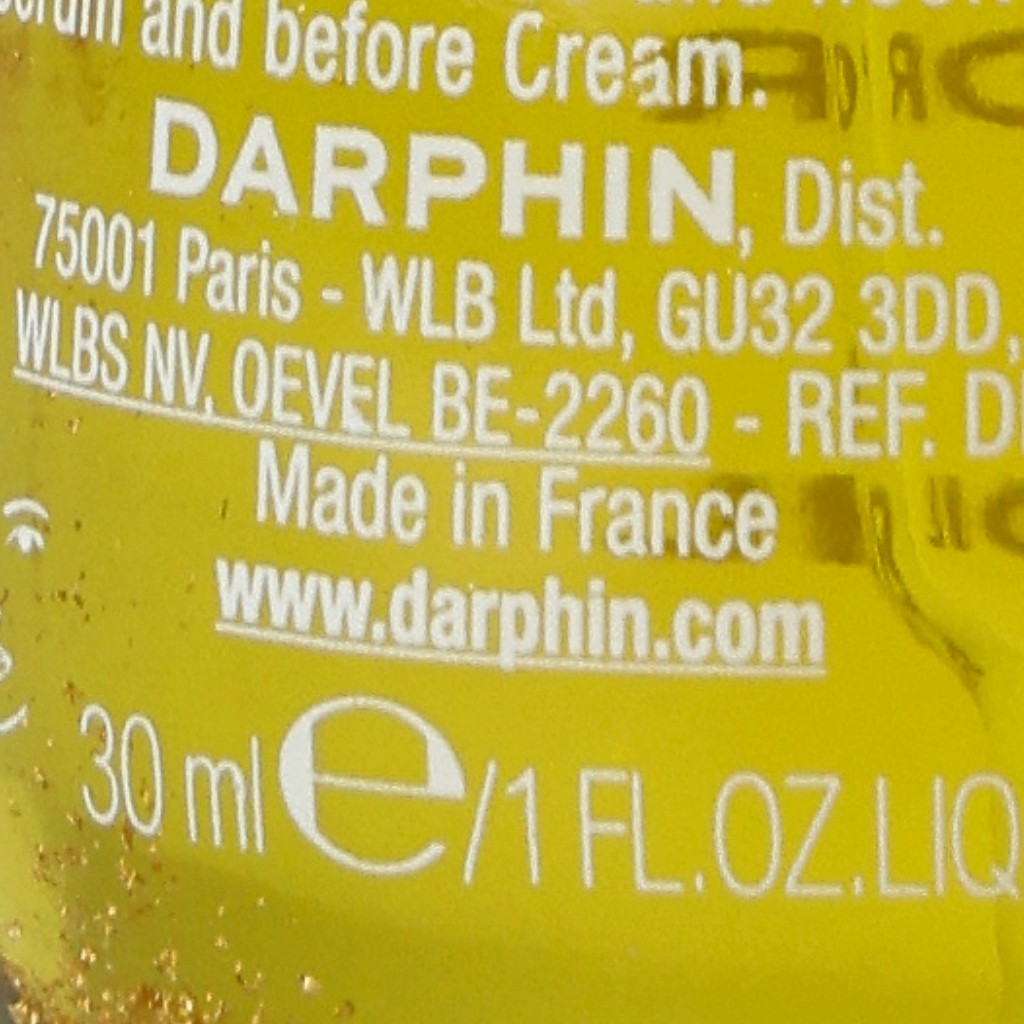 and before Cream.
DARPHIN, Dist.
75001 Paris - WLB Ltd, GU32 3DD,
WLBS NV, OEVEL BE-2260 - REF.
Made in France
www.darphin.com
30 ml e/1 FL.OZ.LIQ